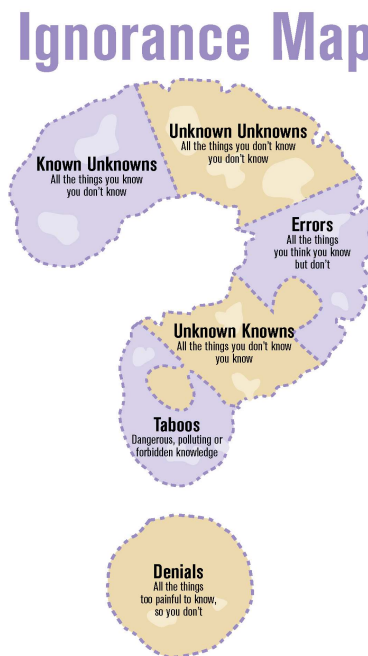 Ignorance Map
Unknown Unknowns
All the things you don't know
you don't know
Known Unknowns
All the things you know
you don't know
Errors
All the things
you think you know
but don't
Unknown Knowns
All the things you don't know
you know
Taboos
Dangerous, polluting or
forbidden knowledge
Denials
All the things
too painful to know,
so you don't